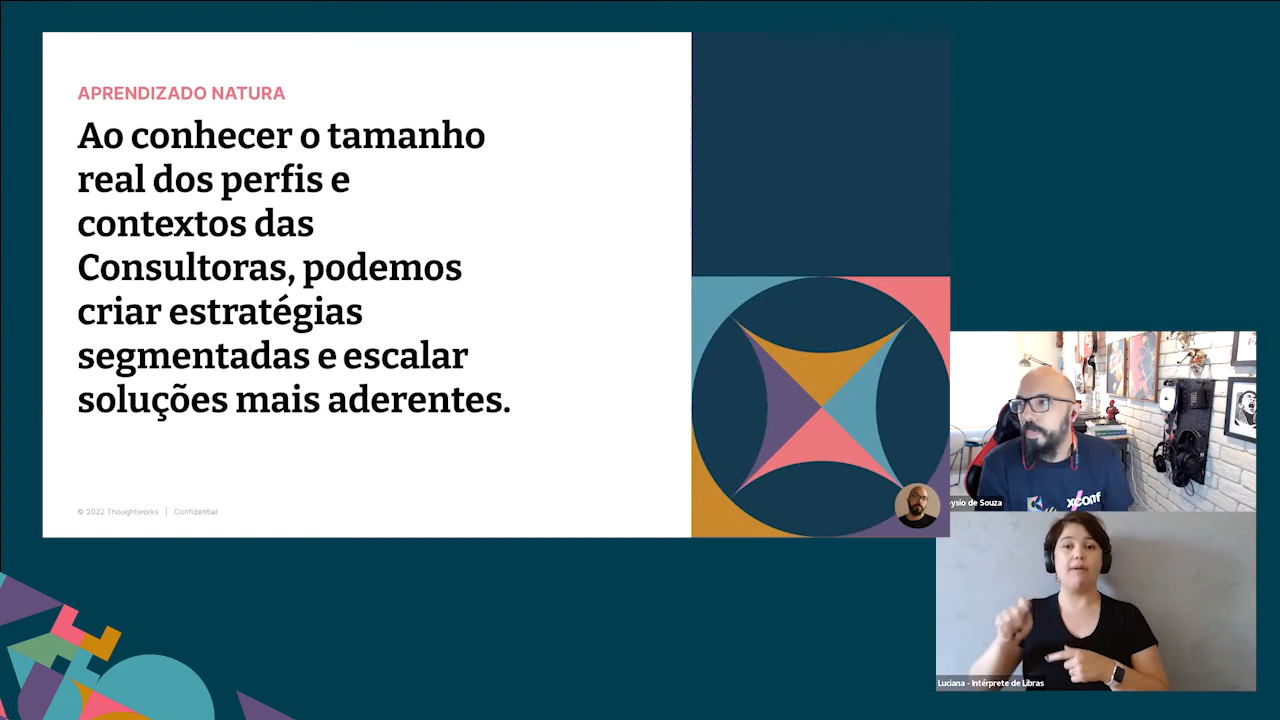 APRENDIZADO NATURA
Ao conhecer o tamanho
real dos perfis e
contextos das
Consultoras, podemos
criar estratégias
segmentadas e escalar
soluções mais aderentes.
© 2022 Thoughtworks | Confidential
xconf
de Souza
Luciana - Intérprete de Libras